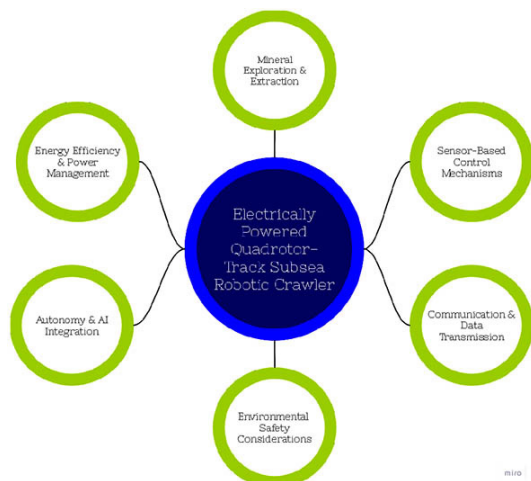 Mineral
Exploration &
Extraction
Energy Efficiency
& Power
Management
Sensor-Based
Control
Mechanisms
Electrically
Powered
Quadrotor-
Track Subsea
Robotic Crawler
Autonomy & AI
Integration
Communication &
Data
Transmission
Environmental
Safety
Considerations
miro